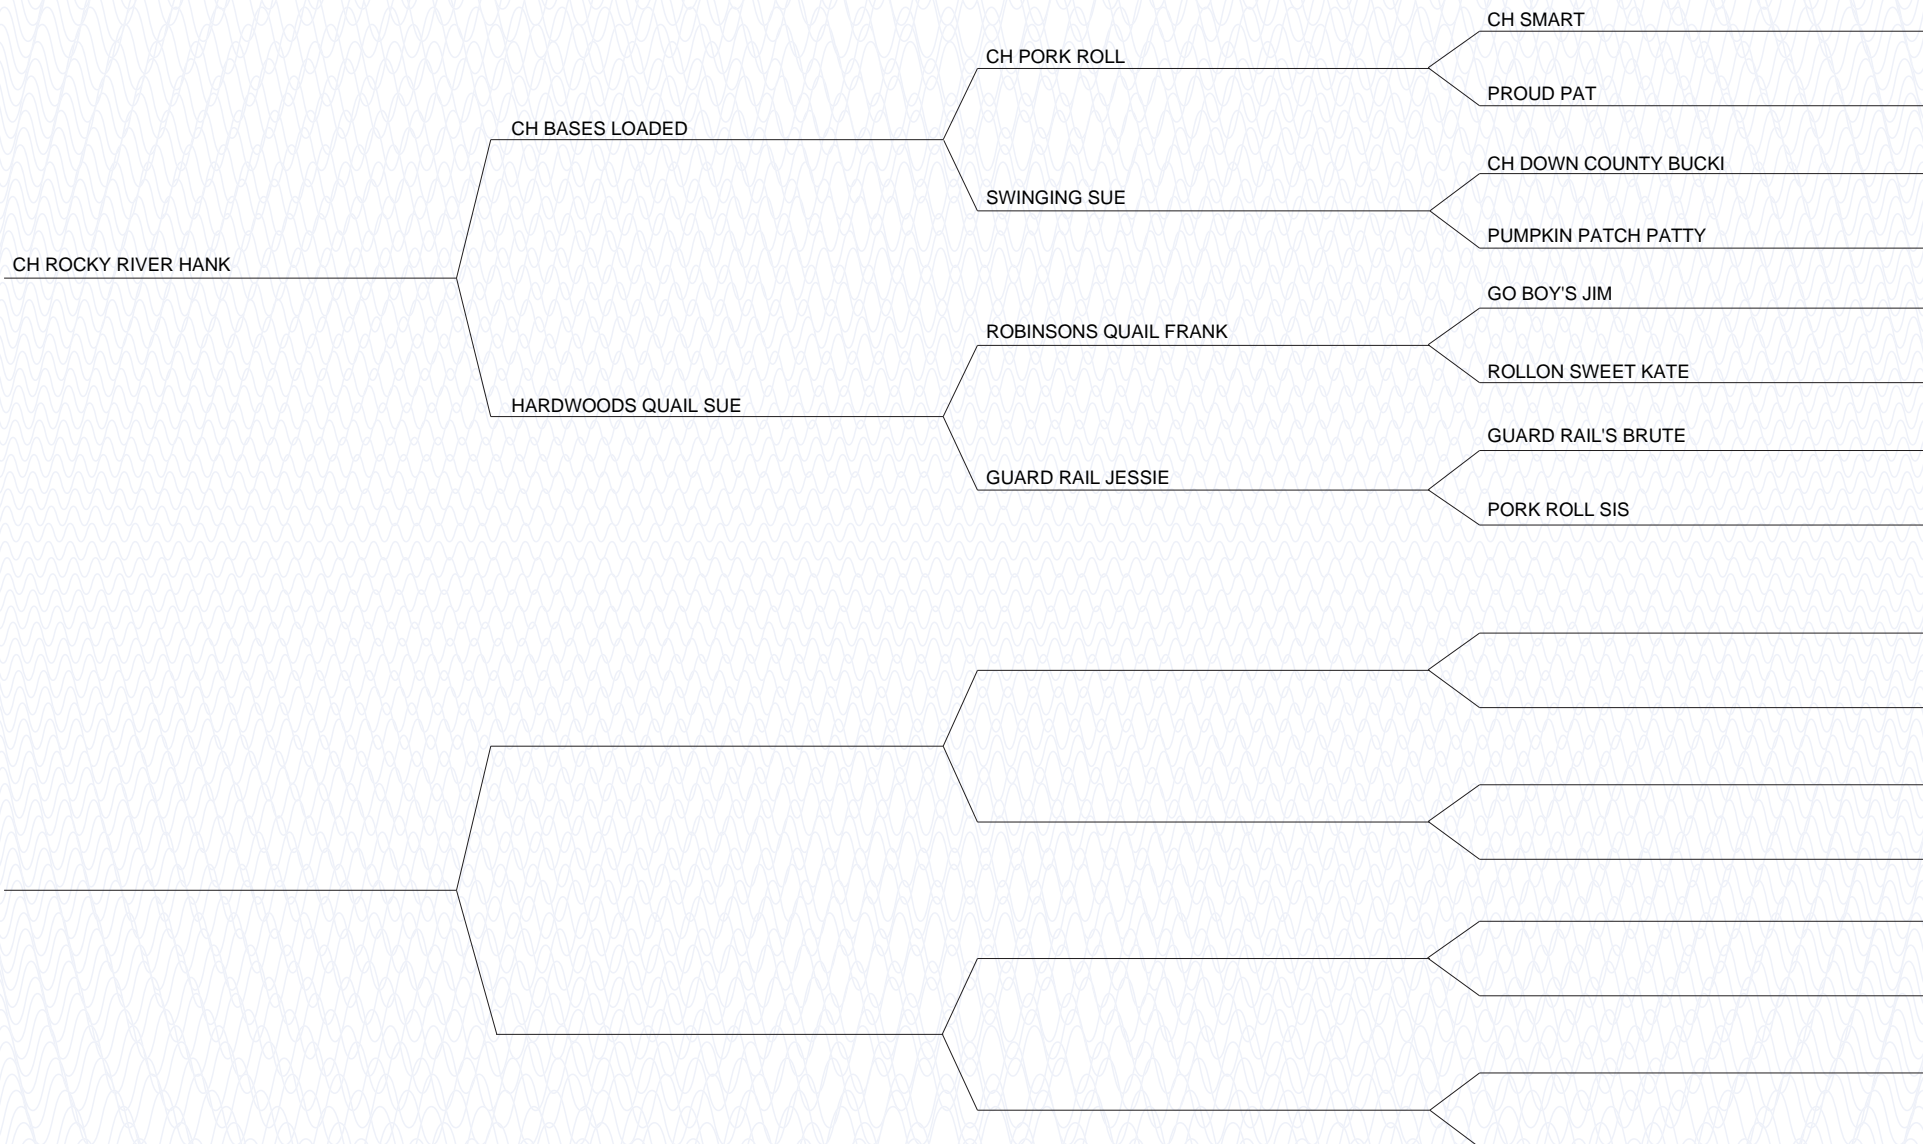 CH SMART
CH PORK ROLL
PROUD PAT
CH BASES LOADED
CH DOWN COUNTY BUCKI
SWINGING SUE
PUMPKIN PATCH PATTY
CH ROCKY RIVER HANK
GO BOY'S JIM
ROBINSONS QUAIL FRANK
ROLLON SWEET KATE
HARDWOODS QUAIL SUE
GUARD RAIL'S BRUTE
GUARD RAIL JESSIE
PORK ROLL SIS